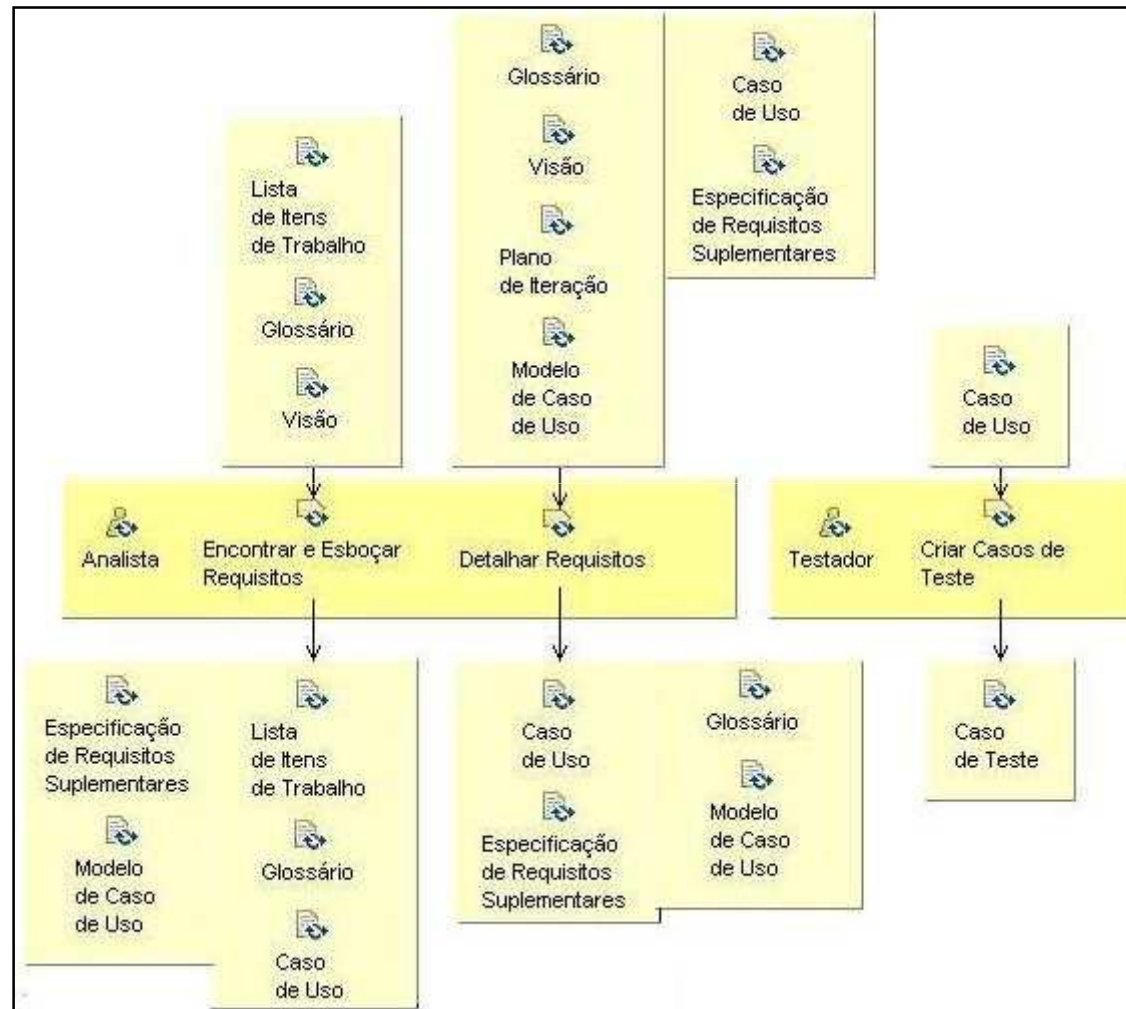 Glossário
Visão
Plano
de Iteração
Modelo
de Caso
de Uso
Caso
de Uso
Especificação
de Requisitos
Suplementares
Lista
de Itens
de Trabalho
Glossário
Visão
Caso
de Uso
Analista
Encontrar e Esboçar
Requisitos
Detalhar Requisitos
Testador
Criar Casos de
Teste
Especificação
de Requisitos
Suplementares
Modelo
de Caso
de Uso
Lista
de Itens
de Trabalho
Glossário
Caso
de Uso
Caso
de Uso
Especificação
de Requisitos
Suplementares
Glossário
Modelo
de Caso
de Uso
Caso
de Teste